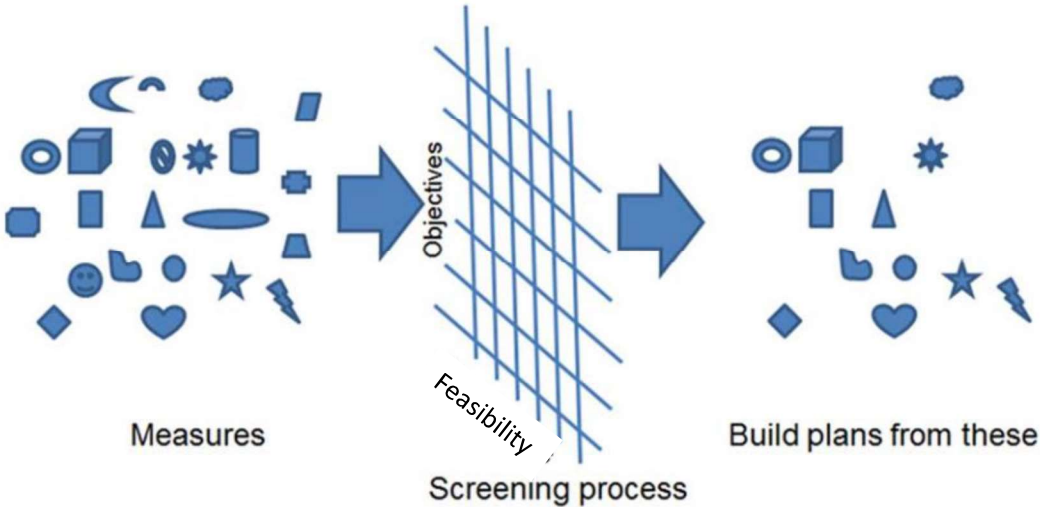 Objectives
Feasibility
Measures
Build plans from these
Screening process